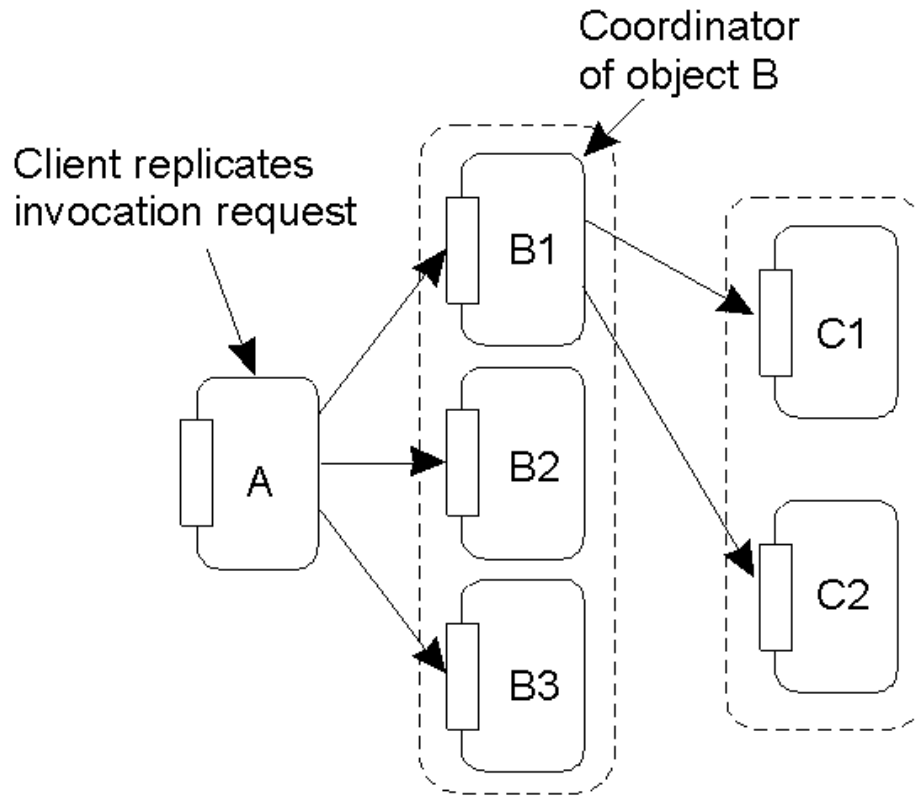 Coordinator
of object B
Client replicates
invocation request
B1
C1
A
B2
C2
B3